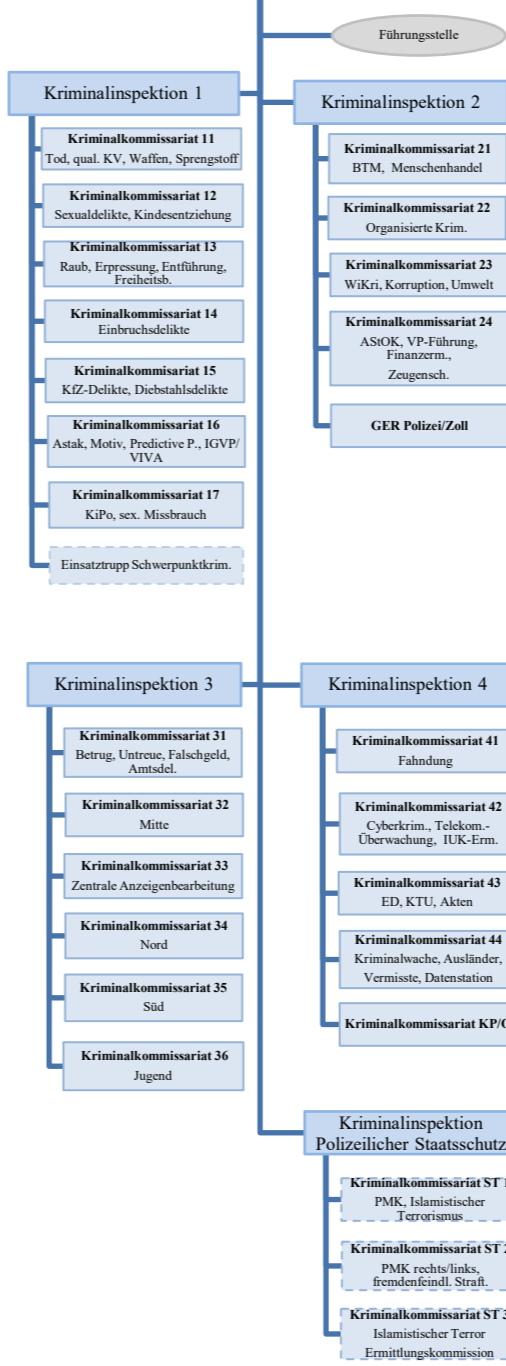 Führungsstelle
Kriminalinspektion 1
Kriminalkommissariat 11
Tod, qual. KV, Waffen, Sprengstoff
Kriminalkommissariat 12
Sexualdelikte, Kindesentziehung
Kriminalkommissariat 13
Raub, Erpressung, Entführung,
Freiheitsb.
Kriminalkommissariat 14
Einbruchsdelikte
Kriminalkommisariat 15
KfZ-Delikte, Diebstahlsdelikte
Kriminalkommissariat 16
Astak, Motiv, Predictive P., IGVP/
VIVA
Kriminalkommissariat 17
KiPo, sex. Missbrauch
Einsatztrupp Schwerpunktkrim.
Kriminalinspektion 2
Kriminalkommissariat 21
BTM, Menschenhandel
Kriminalkommissariat 22
Organisierte Krim.
Kriminalkommissariat 23
WiKri, Korruption, Umwelt
Kriminalkommissariat 24
AStOK, VP-Führung,
Finanzerm.,
Zeugensch.
GER Polizei/Zoll
Kriminalinspektion 3
Kriminalkommissariat 31
Betrug, Untreue, Falschgeld,
Amtsdel.
Kriminalkommissariat 32
Mitte
Kriminalkommissariat 33
Zentrale Anzeigenbearbeitung
Kriminalkommissariat 34
Nord
Kriminalkommissariat 35
Süd
Kriminalkommissariat 36
Jugend
Kriminalinspektion 4
Kriminalkommissariat 41
Fahndung
Kriminalkommissariat 42
Cyberkrim., Telekom.-
Überwachung, IUK-Erm.
Kriminalkommissariat 43
ED, KTU, Akten
Kriminalkommissariat 44
Kriminalwache, Ausländer,
Vermisste, Datenstation
Kriminalkommissariat
Kriminalinspektion
Polizeilicher Staatsschutz
Kriminalkommissariat ST 1
PMK, Islamistischer
Terrorismus
Kriminalkommissariat ST 2
PMK rechts/links,
fremdenfeindl. Straft.
Kriminalkommissariat ST 3
Islamistischer Terror
Ermittlungskommission